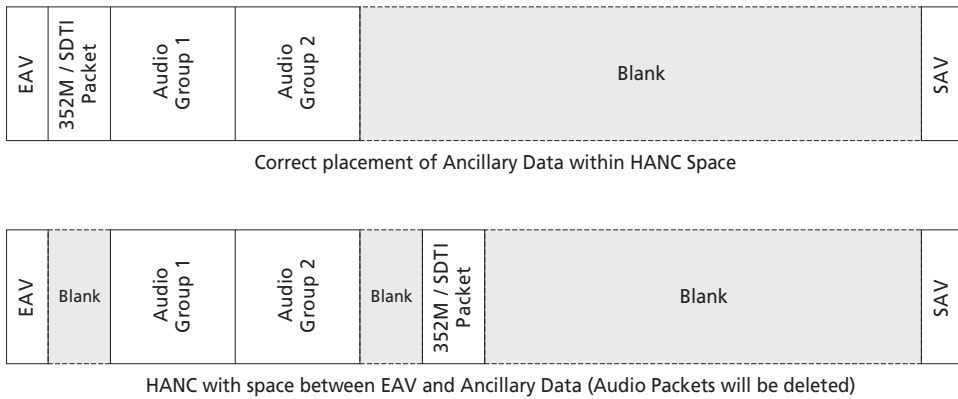 EAV
352M / SDTI
Packet
Audio
Group 1
Audio
Group 2
Blank
SAV
Correct placement of Ancillary Data within HANC Space
EAV
Blank
Audio
Group 1
Audio
Group 2
Blank
352M / SDTI
Packet
Blank
SAV
HANC with space between EAV and Ancillary Data (Audio Packets will be deleted)